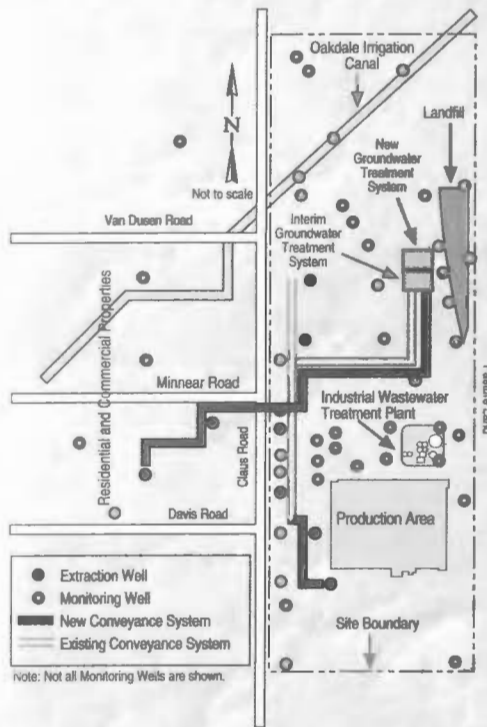 Oakdale Irrigation
Canal
Landfill
New
Groundwater
Treatment
System
N
Not to scale
Interim
Groundwater
Treatment
System
Van Dusen Road
Residential and Commercial Properties
Minnear Road
Claus Road
Industrial Wastewater
Treatment Plant
Davis Road
Production Area
Extraction Well
Monitoring Well
New Conveyance System
Existing Conveyance System
Site Boundary
Note: Not all Monitoring Wells are shown.